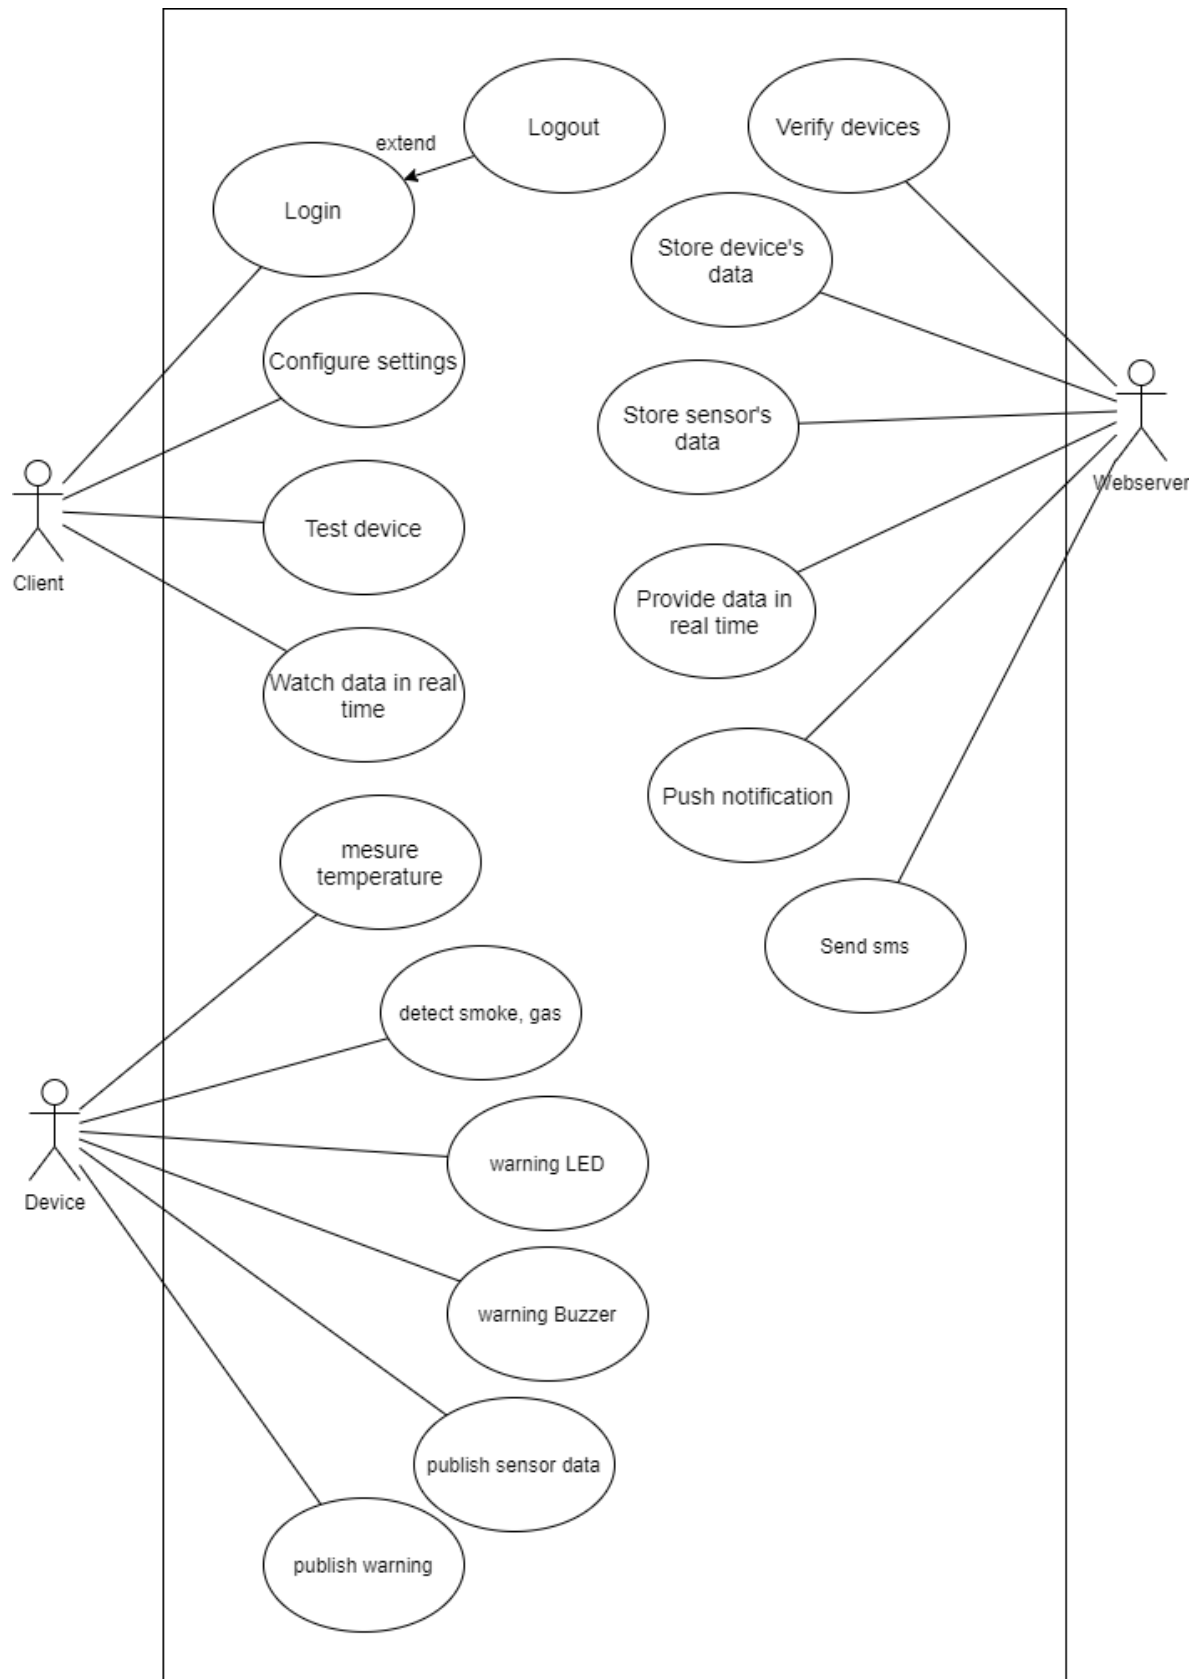 Logout
Verify devices
extend
Login
Store device's
data
Configure settings
Store sensor's
data
Webserver
Test device
Client
Provide data in
real time
Watch data in real
time
Push notification
mesure
temperature
Send sms
detect smoke, gas
warning LED
Device
warning Buzzer
publish sensor data
publish warning